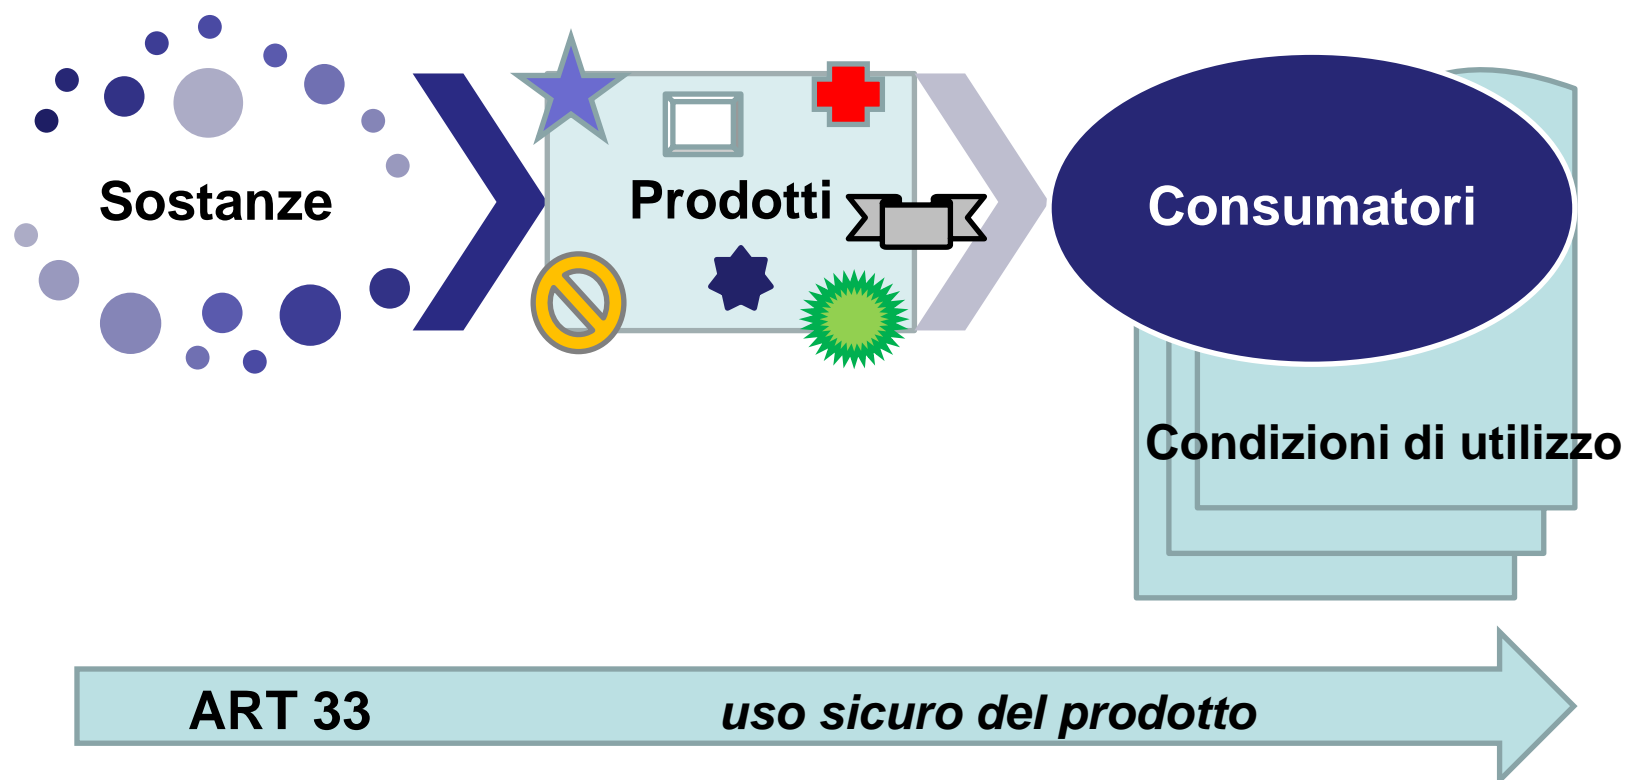 Sostanze
Prodotti
Consumatori
Condizioni di utilizzo
ART 33
uso sicuro del prodotto